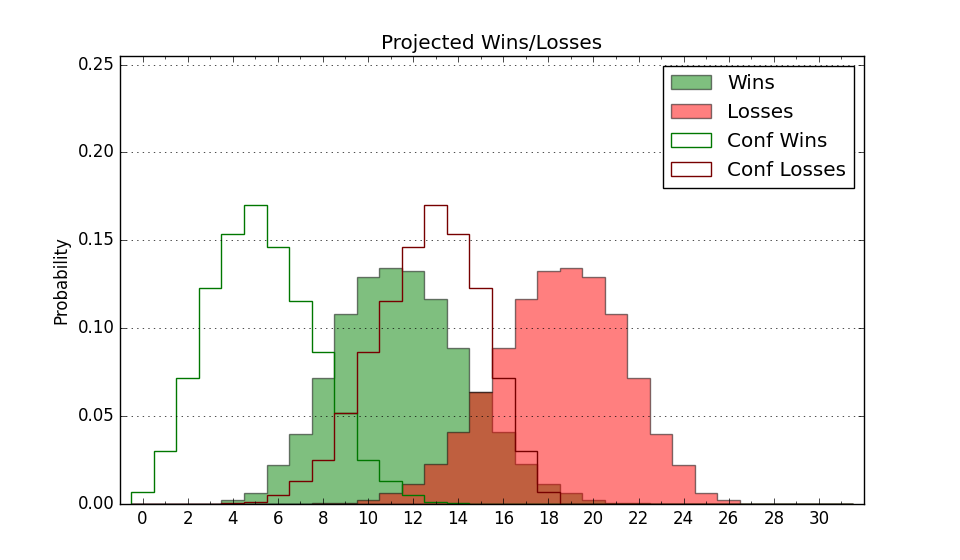 Projected Wins/Losses
Wins
Losses
Conf Wins
Conf Losses
Probability
0.25
0.20
0.15
0.10
0.05
0.00
0 2 4 6 8 10 12 14 16 18 20 22 24 26 28 30